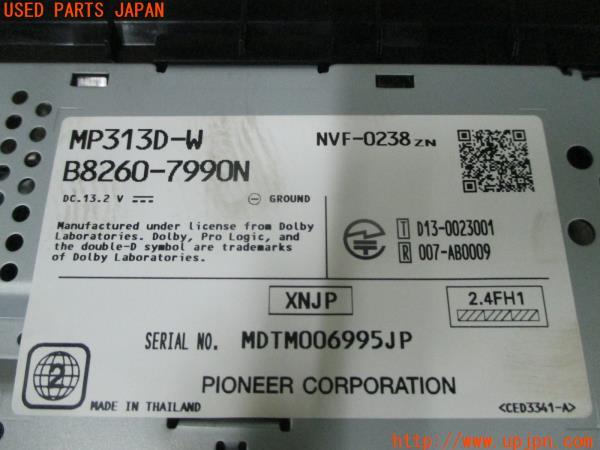 USED PARTS JAPAN
MP313D-W
NVF-0238 ZN
B8260-7990N
DC.13.2 V
GROUND
Manufactured under license from Dolby
Laboratories. Dolby, Pro Logic, and
the double-D symbol are trademarks
of Dolby Laboratories.
T D13-0023001
R 007-AB0009
XNJP
2.4FH1
SERIAL NO. MDTM006995JP
2
PIONEER CORPORATION
MADE IN THAILAND
<CED3341-A>
http://www.upjpn.com